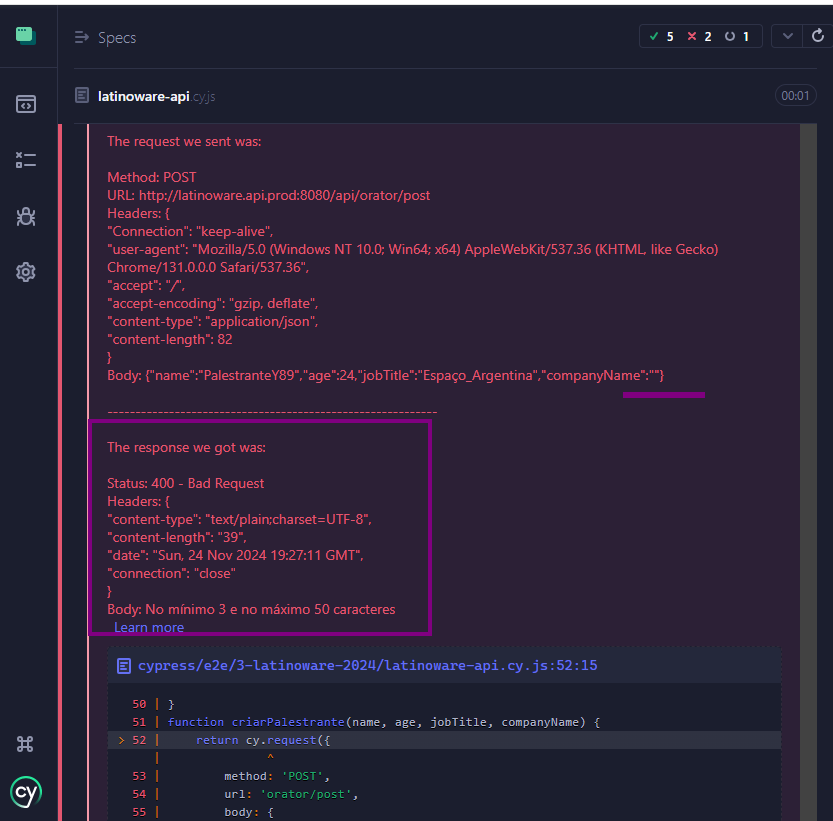 Specs
5 2 1
latinoware-api.cy.js
00:01
The request we sent was:
Method: POST
URL: http://latinoware.api.prod:8080/api/orator/post
Headers: {
"Connection": "keep-alive",
"user-agent": "Mozilla/5.0 (Windows NT 10.0; Win64; x64) AppleWebKit/537.36 (KHTML, like Gecko)
Chrome/131.0.0.0 Safari/537.36",
"accept": "/",
"accept-encoding": "gzip, deflate",
"content-type": "application/json",
"content-length": 82
}
Body: {"name":"PalestranteY89","age":24,"jobTitle":"Espaço_Argentina","companyName":""}
----------------------------------------------------------
The response we got was:
Status: 400 - Bad Request
Headers: {
"content-type": "text/plain;charset=UTF-8",
"content-length": "39",
"date": "Sun, 24 Nov 2024 19:27:11 GMT",
"connection": "close"
}
Body: No mínimo 3 e no máximo 50 caracteres
Learn more
cypress/e2e/3-latinoware-2024/latinoware-api.cy.js:52:15
50 | }
51 | function criarPalestrante(name, age, jobTitle, companyName) {
> 52 | return cy.request({
| ^
53 | method: 'POST',
54 | url: 'orator/post',
55 | body: {
cy